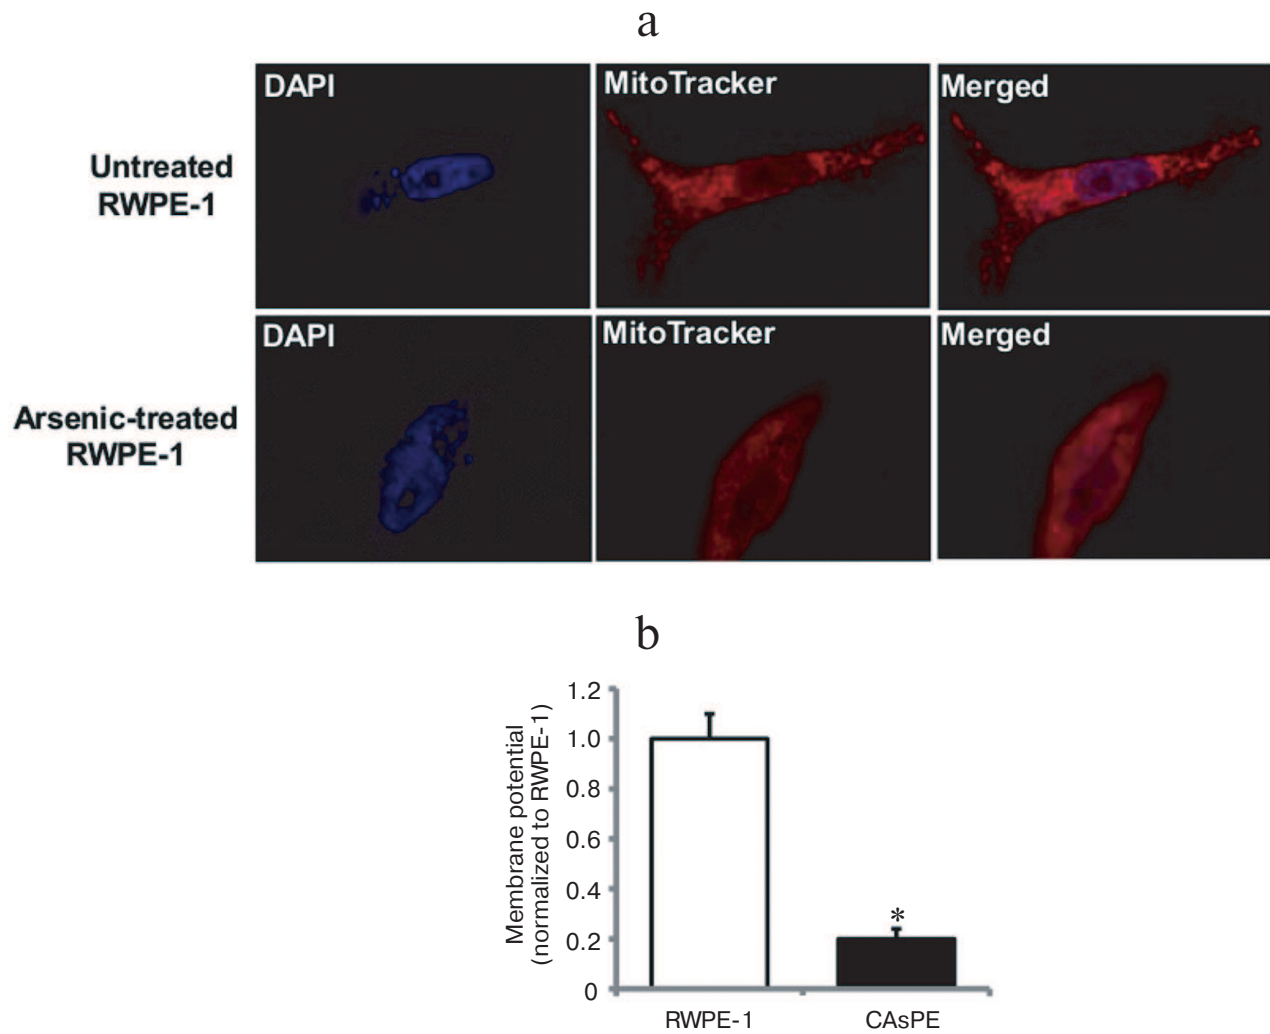 a
DAPI
MitoTracker
Merged
Untreated
RWPE-1
DAPI
MitoTracker
Merged
Arsenic-treated
RWPE-1
b
Membrane potential
(normalized to RWPE-1)
1.2
1.0
0.8
0.6
0.4
0.2
0
*
RWPE-1
CAsPE